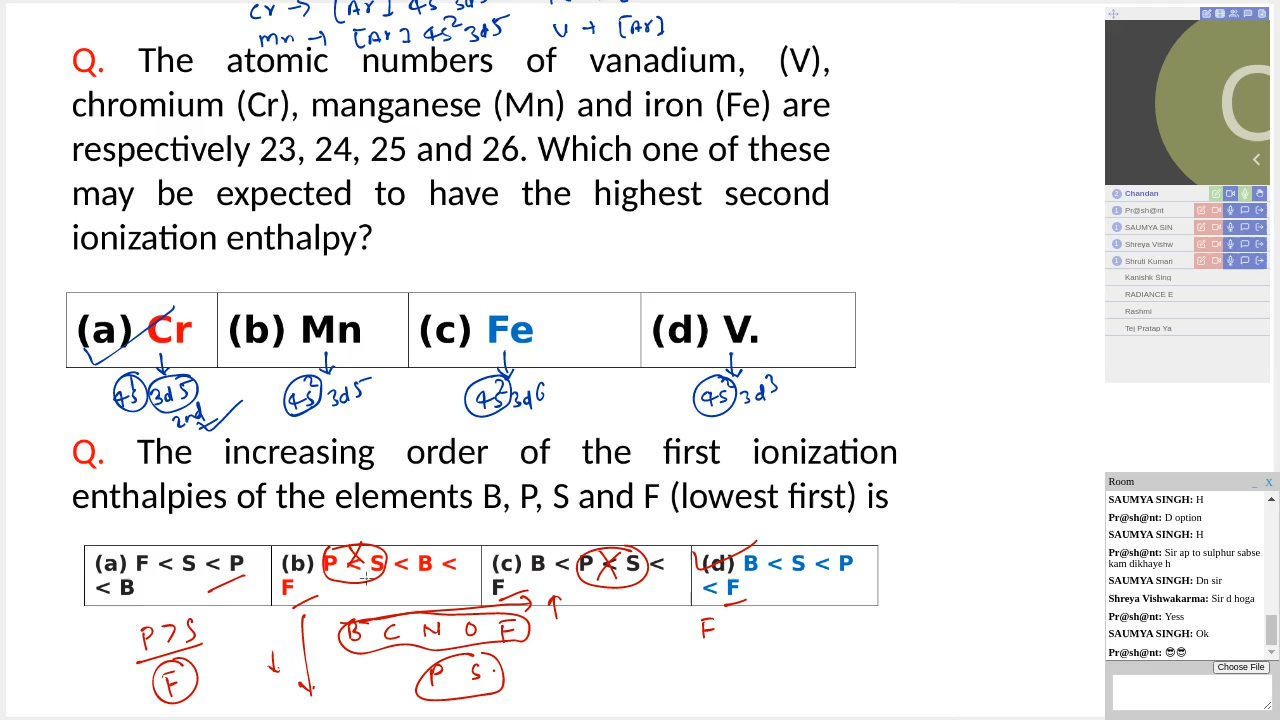 Cr → [Ar] 4s 3d5
Mn → [Ar] 4s² 3d5 V → [Ar]
Q. The atomic numbers of vanadium, (V),
chromium (Cr), manganese (Mn) and iron (Fe) are
respectively 23, 24, 25 and 26. Which one of these
may be expected to have the highest second
ionization enthalpy?
(a) Cr (b) Mn (c) Fe (d) V.
4s¹ 3d5 4s² 3d5 4s² 3d6 4s² 3d3
2nd
Q. The increasing order of the first ionization
enthalpies of the elements B, P, S and F (lowest first) is
(a) F < S < P
< B
(b) P < S < B <
F
(c) B < P < S <
F
(d) B < S < P
< F
P > S
F
B C N O F
P S
F
C
Chandan
Pr@sh@nt
SAUMYA SIN
Shreya Vishw
Shruti Kumari
Kanishk Sing
RADIANCE E
Rashmi
Tej Pratap Ya
Room _ X
SAUMYA SINGH: H
Pr@sh@nt: D option
SAUMYA SINGH: H
Pr@sh@nt: Sir ap to sulphur sabse
kam dikhaye h
SAUMYA SINGH: Dn sir
Shreya Vishwakarma: Sir d hoga
Pr@sh@nt: Yess
SAUMYA SINGH: Ok
Pr@sh@nt: 😎😎
Choose File